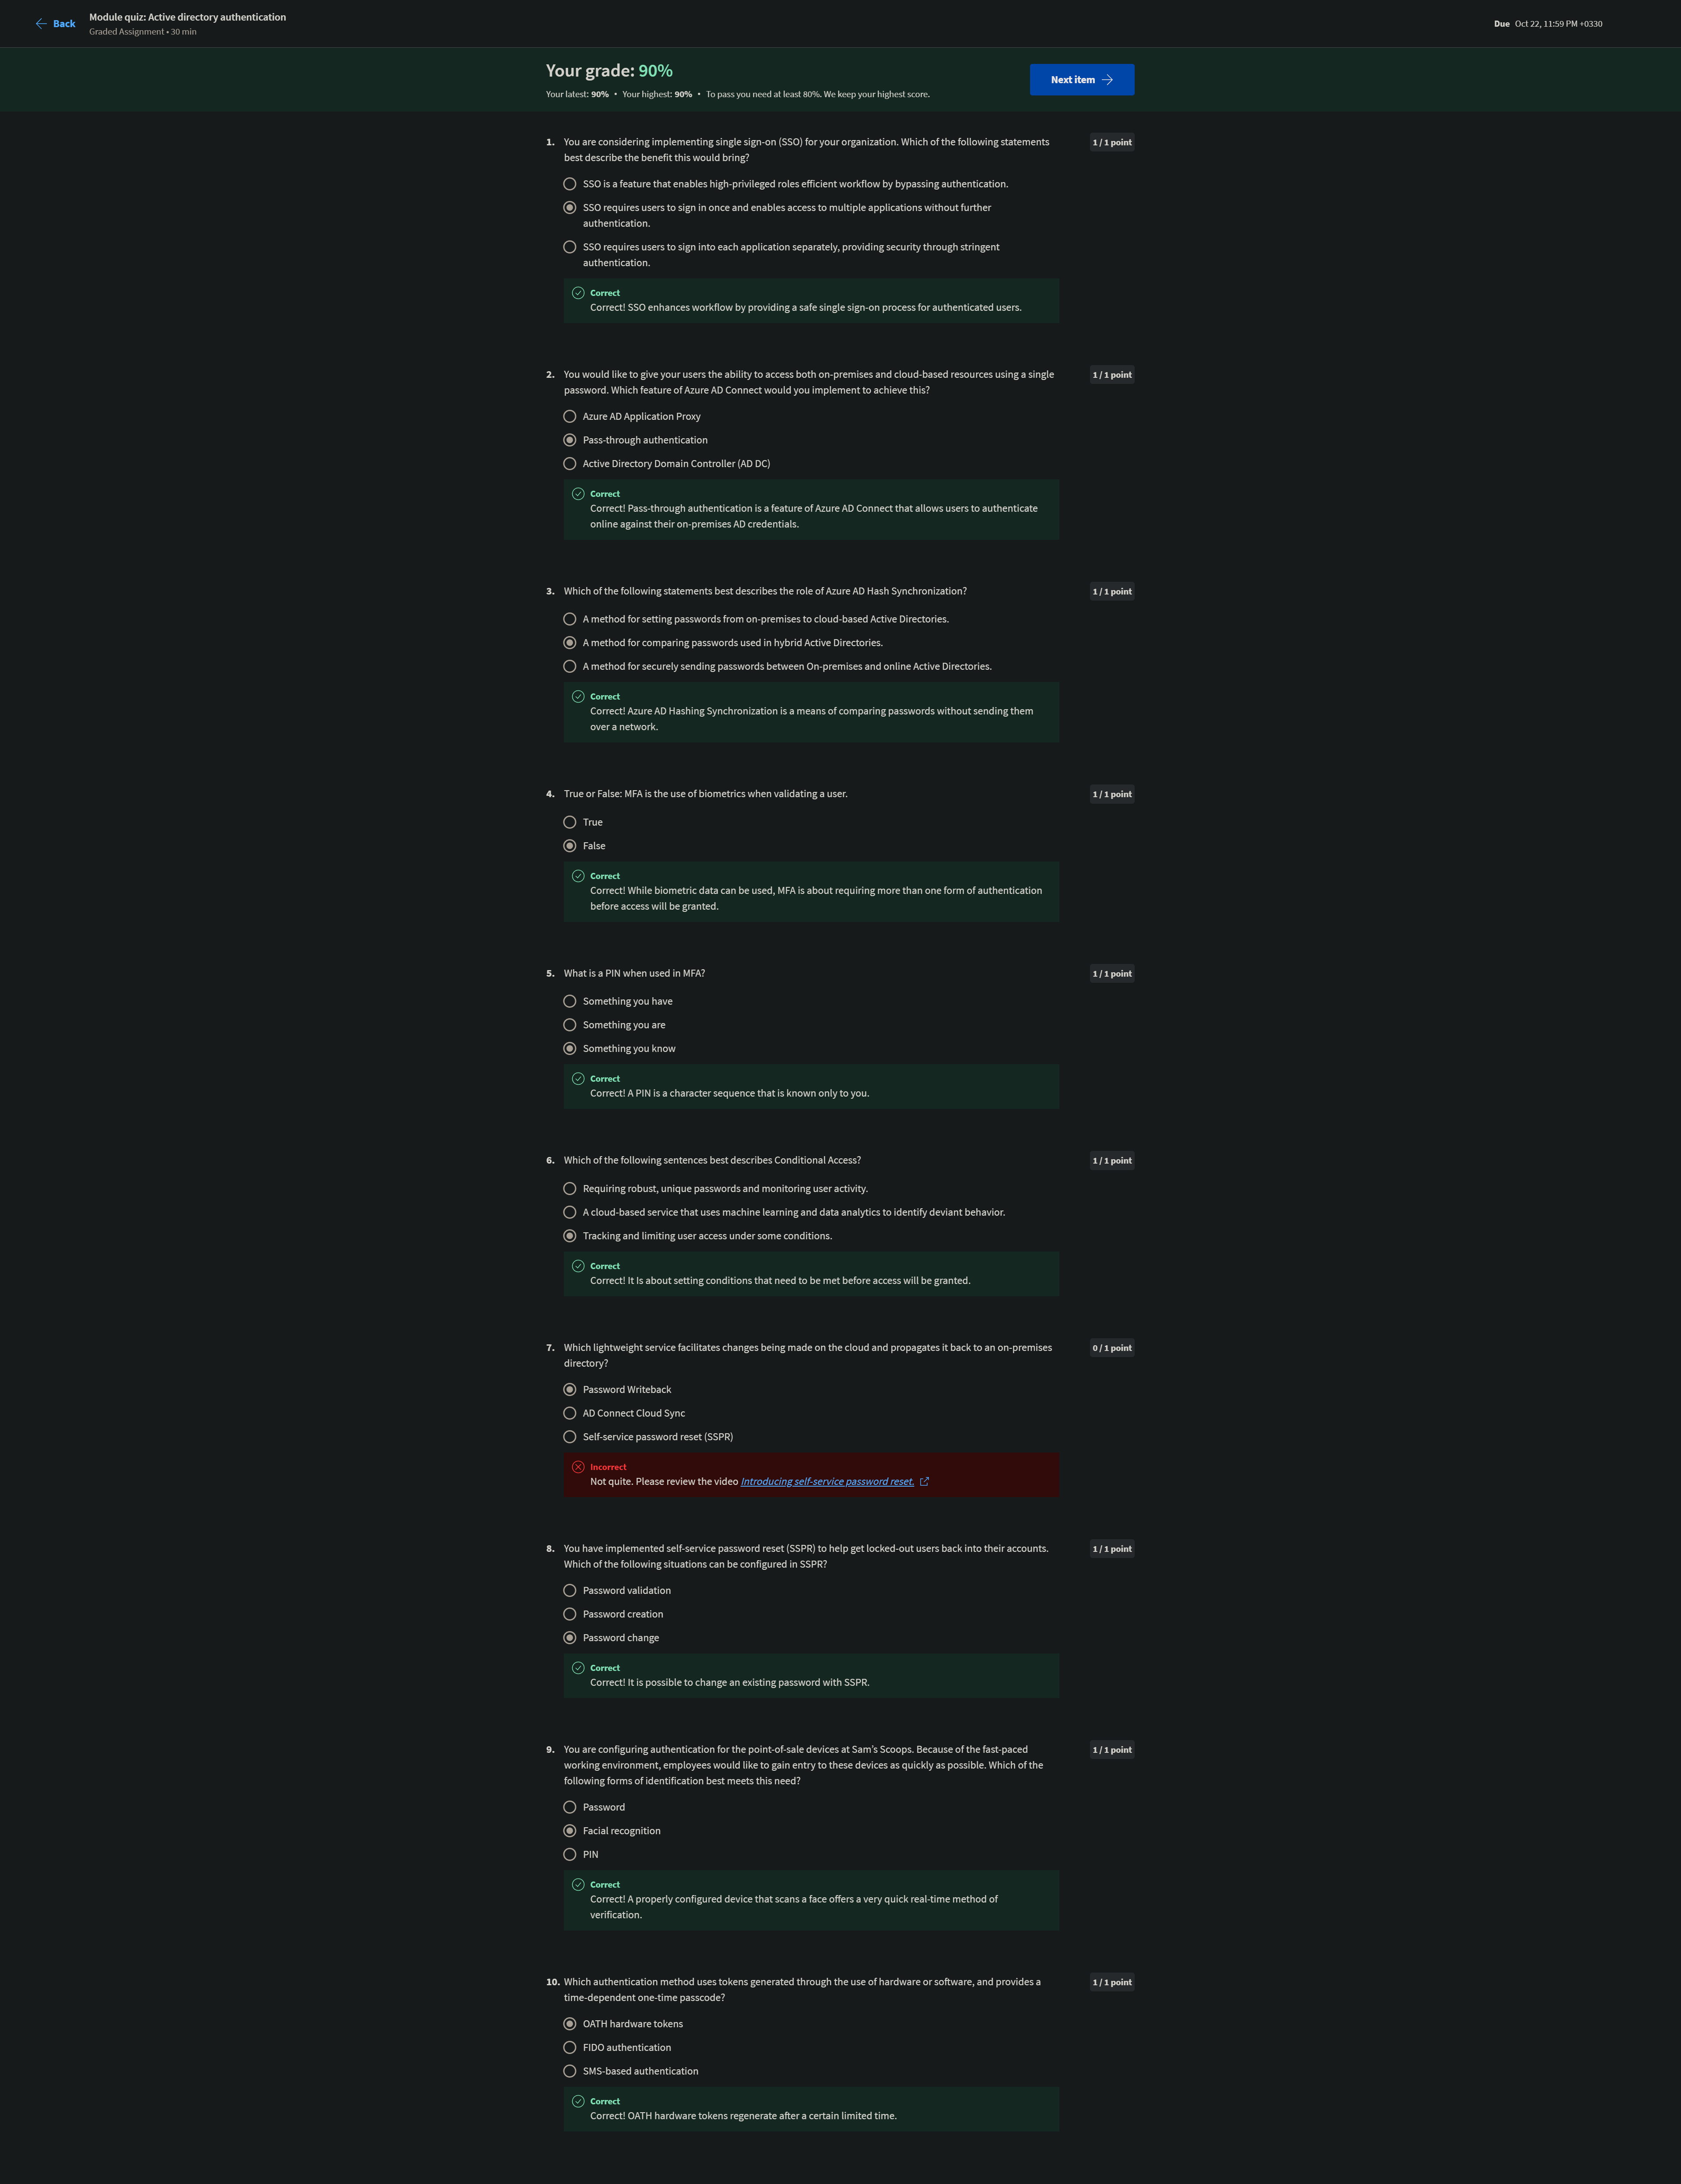 Back
Module quiz: Active directory authentication
Graded Assignment • 30 min
Due Oct 22, 11:59 PM +0330
Your grade: 90%
Your latest: 90% • Your highest: 90% • To pass you need at least 80%. We keep your highest score.
Next item
1. You are considering implementing single sign-on (SSO) for your organization. Which of the following statements
best describe the benefit this would bring?
1 / 1 point
SSO is a feature that enables high-privileged roles efficient workflow by bypassing authentication.
SSO requires users to sign in once and enables access to multiple applications without further
authentication.
SSO requires users to sign into each application separately, providing security through stringent
authentication.
Correct
Correct! SSO enhances workflow by providing a safe single sign-on process for authenticated users.
2. You would like to give your users the ability to access both on-premises and cloud-based resources using a single
password. Which feature of Azure AD Connect would you implement to achieve this?
1 / 1 point
Azure AD Application Proxy
Pass-through authentication
Active Directory Domain Controller (AD DC)
Correct
Correct! Pass-through authentication is a feature of Azure AD Connect that allows users to authenticate
online against their on-premises AD credentials.
3. Which of the following statements best describes the role of Azure AD Hash Synchronization?
1 / 1 point
A method for setting passwords from on-premises to cloud-based Active Directories.
A method for comparing passwords used in hybrid Active Directories.
A method for securely sending passwords between On-premises and online Active Directories.
Correct
Correct! Azure AD Hashing Synchronization is a means of comparing passwords without sending them
over a network.
4. True or False: MFA is the use of biometrics when validating a user.
1 / 1 point
True
False
Correct
Correct! While biometric data can be used, MFA is about requiring more than one form of authentication
before access will be granted.
5. What is a PIN when used in MFA?
1 / 1 point
Something you have
Something you are
Something you know
Correct
Correct! A PIN is a character sequence that is known only to you.
6. Which of the following sentences best describes Conditional Access?
1 / 1 point
Requiring robust, unique passwords and monitoring user activity.
A cloud-based service that uses machine learning and data analytics to identify deviant behavior.
Tracking and limiting user access under some conditions.
Correct
Correct! It Is about setting conditions that need to be met before access will be granted.
7. Which lightweight service facilitates changes being made on the cloud and propagates it back to an on-premises
directory?
0 / 1 point
Password Writeback
AD Connect Cloud Sync
Self-service password reset (SSPR)
Incorrect
Not quite. Please review the video Introducing self-service password reset.
8. You have implemented self-service password reset (SSPR) to help get locked-out users back into their accounts.
Which of the following situations can be configured in SSPR?
1 / 1 point
Password validation
Password creation
Password change
Correct
Correct! It is possible to change an existing password with SSPR.
9. You are configuring authentication for the point-of-sale devices at Sam's Scoops. Because of the fast-paced
working environment, employees would like to gain entry to these devices as quickly as possible. Which of the
following forms of identification best meets this need?
1 / 1 point
Password
Facial recognition
PIN
Correct
Correct! A properly configured device that scans a face offers a very quick real-time method of
verification.
10. Which authentication method uses tokens generated through the use of hardware or software, and provides a
time-dependent one-time passcode?
1 / 1 point
OATH hardware tokens
FIDO authentication
SMS-based authentication
Correct
Correct! OATH hardware tokens regenerate after a certain limited time.